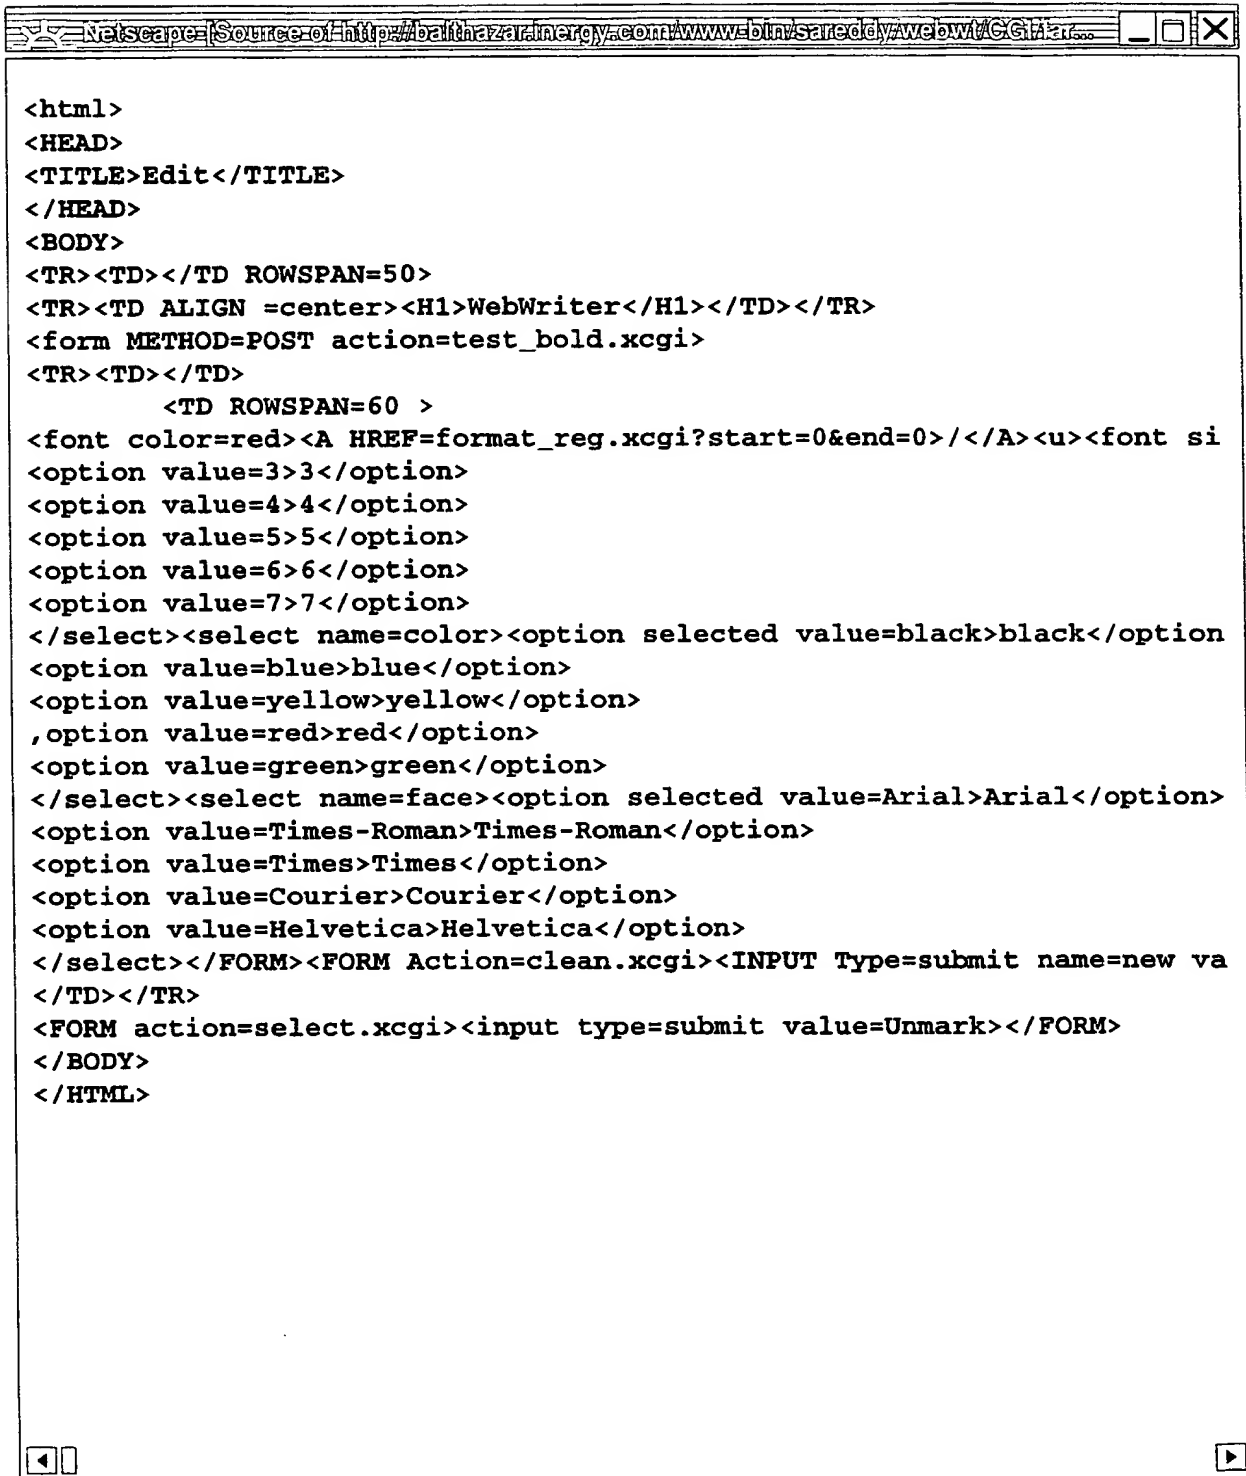 Netscape-[Source of http://balthazar.inergy.com/www-bin/sareddy/webwt/CGI/far...
<html>
<HEAD>
<TITLE>Edit</TITLE>
</HEAD>
<BODY>
<TR><TD></TD ROWSPAN=50>
<TR><TD ALIGN =center><H1>WebWriter</H1></TD></TR>
<form METHOD=POST action=test_bold.xcgi>
<TR><TD></TD>
<TD ROWSPAN=60 >
<font color=red><A HREF=format_reg.xcgi?start=0&end=0>/</A><u><font si
<option value=3>3</option>
<option value=4>4</option>
<option value=5>5</option>
<option value=6>6</option>
<option value=7>7</option>
</select><select name=color><option selected value=black>black</option
<option value=blue>blue</option>
<option value=yellow>yellow</option>
,option value=red>red</option>
<option value=green>green</option>
</select><select name=face><option selected value=Arial>Arial</option>
<option value=Times-Roman>Times-Roman</option>
<option value=Times>Times</option>
<option value=Courier>Courier</option>
<option value=Helvetica>Helvetica</option>
</select></FORM><FORM Action=clean.xcgi><INPUT Type=submit name=new va
</TD></TR>
<FORM action=select.xcgi><input type=submit value=Unmark></FORM>
</BODY>
</HTML>